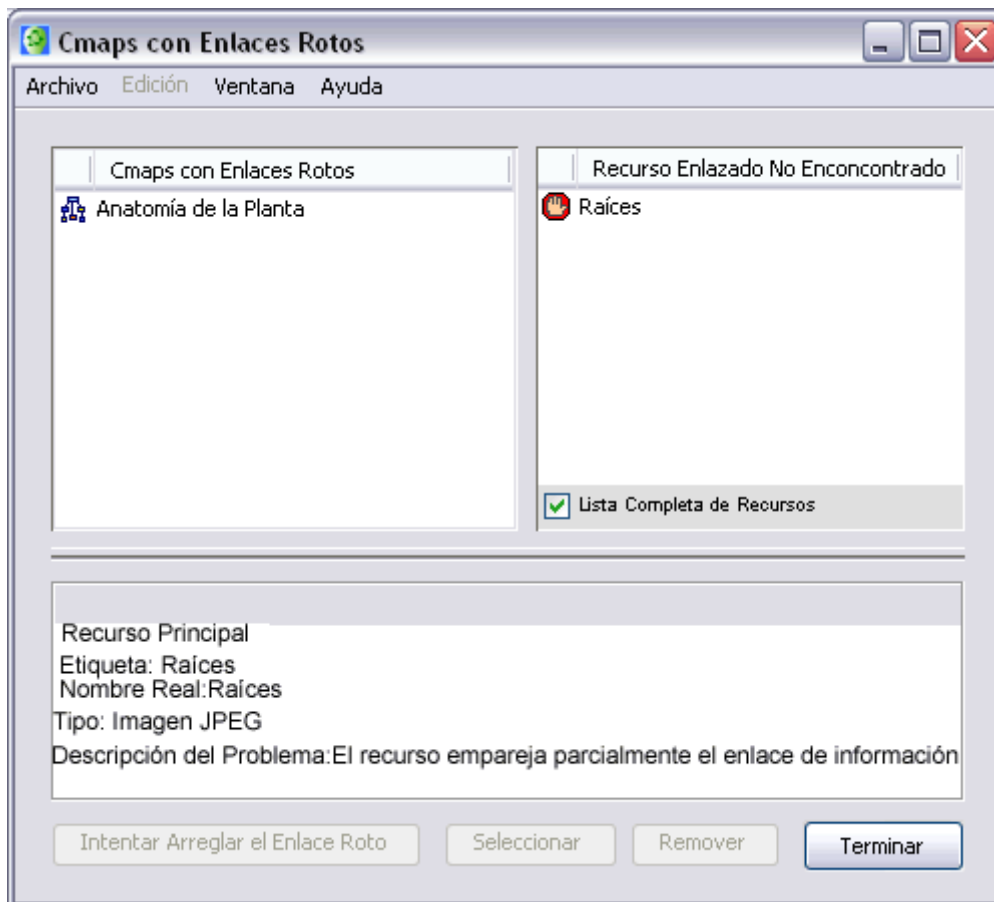 Cmaps con Enlaces Rotos
Archivo Edición Ventana Ayuda
Cmaps con Enlaces Rotos
Anatomía de la Planta
Recurso Enlazado No Enconcontrado
Raíces
Lista Completa de Recursos
Recurso Principal
Etiqueta: Raíces
Nombre Real:Raíces
Tipo: Imagen JPEG
Descripción del Problema:El recurso empareja parcialmente el enlace de información
Intentar Arreglar el Enlace Roto Seleccionar Remover Terminar